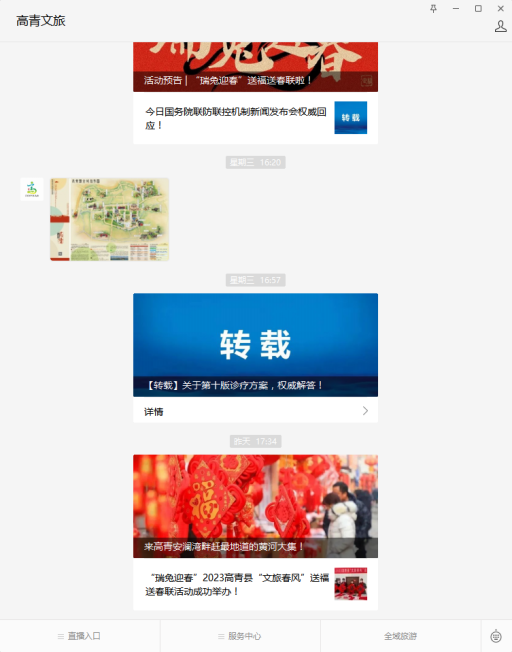 高青文旅
瑞兔迎春
活动预告 | “瑞兔迎春”送福送春联啦！
今日国务院联防联控机制新闻发布会权威回
应！
转载
星期三 16:20
星期三 16:57
转载
【转载】关于第十版诊疗方案，权威解答！
详情
昨天 17:34
福
来高青安澜湾畔赶最地道的黄河大集！
“瑞兔迎春”2023高青县“文旅春风”送福
送春联活动成功举办！
直播入口
服务中心
全域旅游